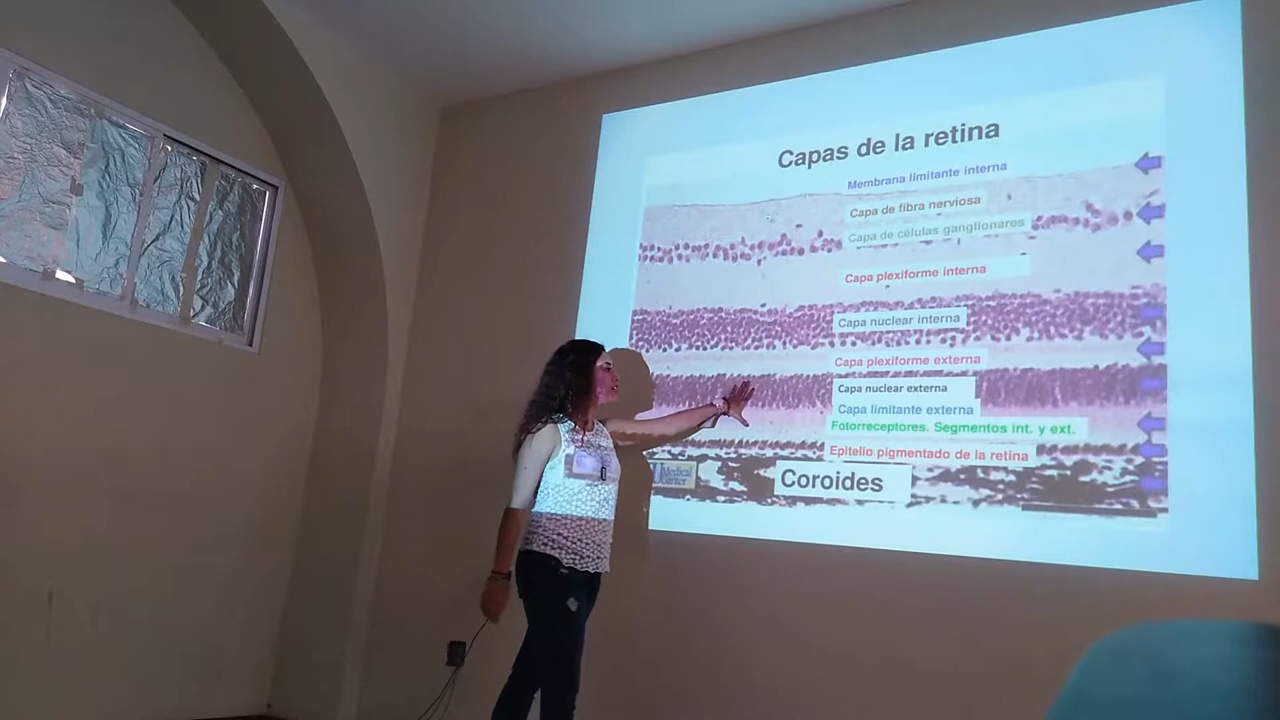 Capas de la retina
Membrana limitante interna
Capa de fibra nerviosa
Capa de células ganglionares
Capa plexiforme interna
Capa nuclear interna
Capa plexiforme externa
Capa nuclear externa
Capa limitante externa
Fotorreceptores. Segmentos int. y ext.
Epitelio pigmentado de la retina
Medical
Center
Coroides